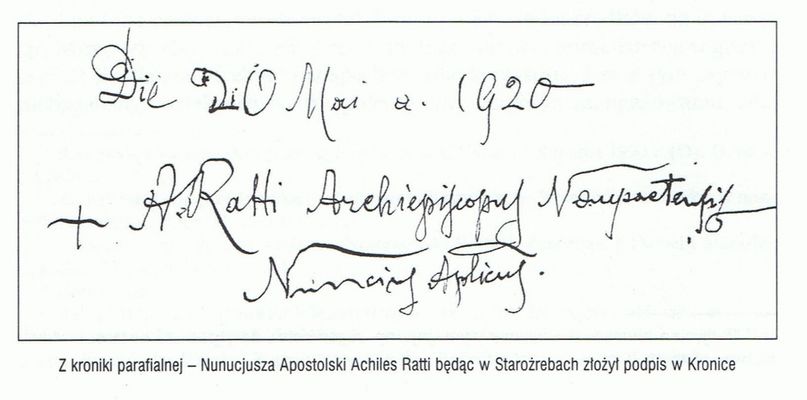 Die Mai a. 1920
+ A. Ratti Archiepiscopus Naupactensis
Nuncius Aplicus.
Z kroniki parafialnej – Nunucjusza Apostolski Achiles Ratti będąc w Starożrebach złożył podpis w Kronice